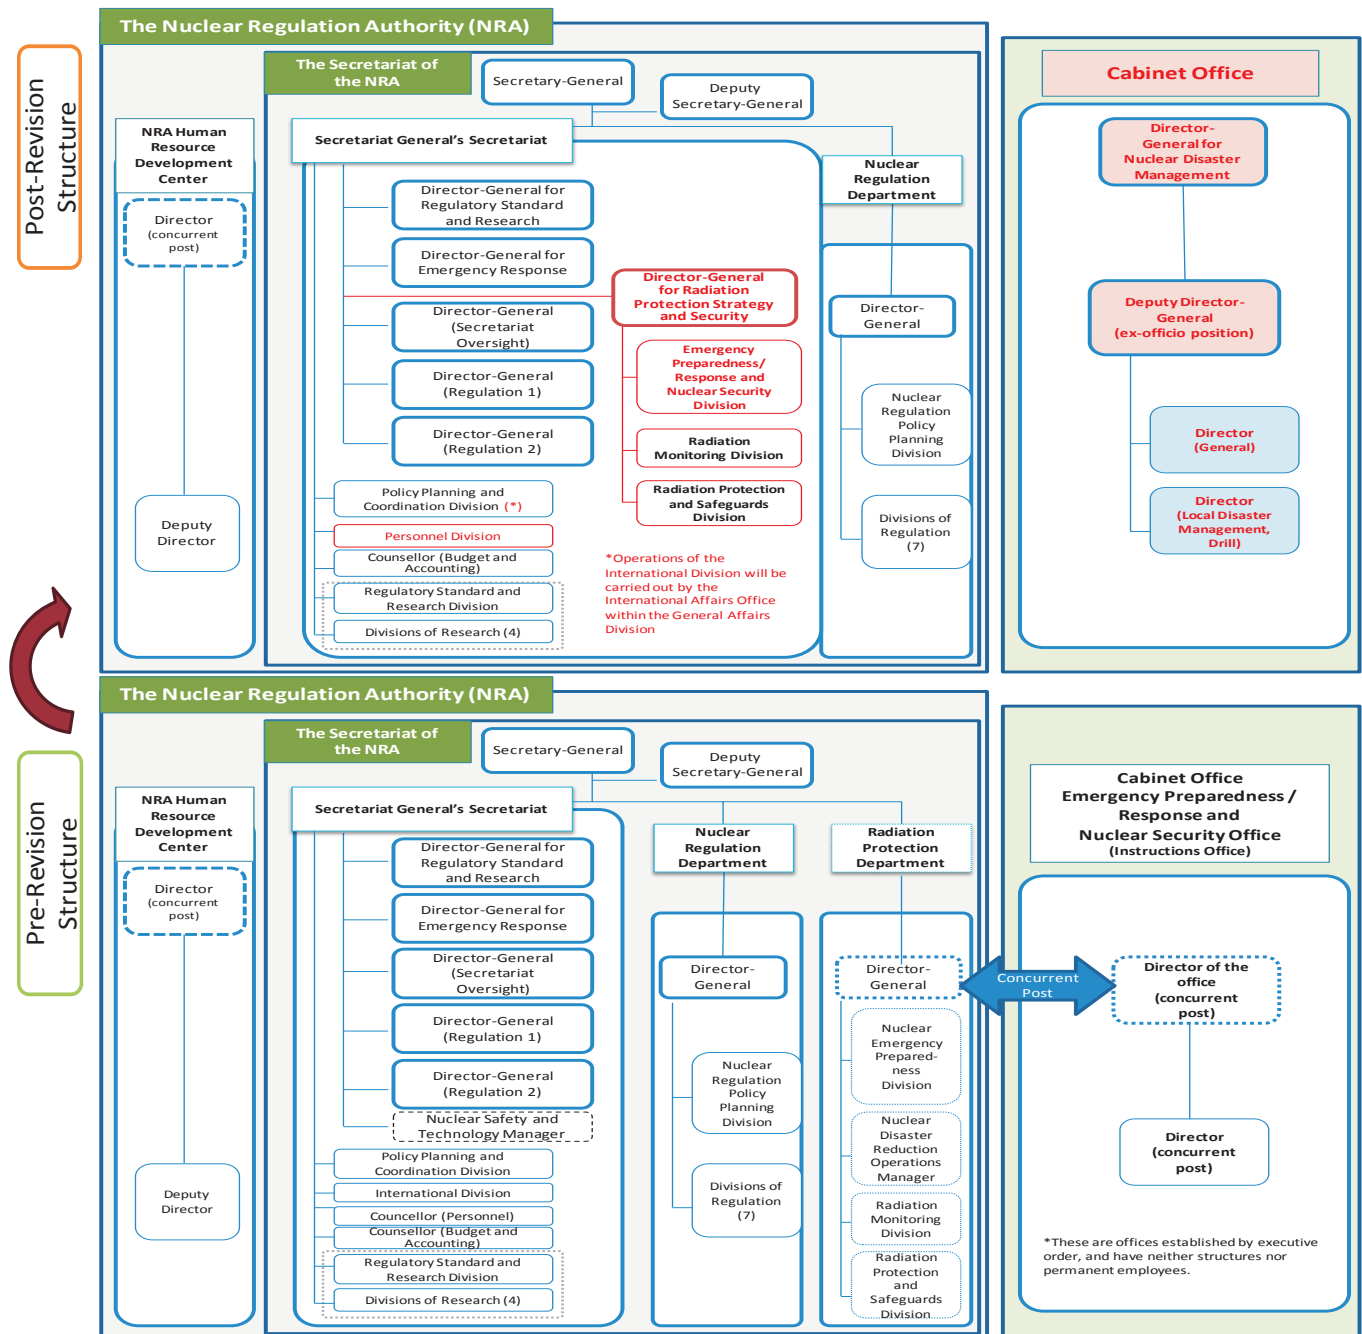 Post-Revision
Structure
The Nuclear Regulation Authority (NRA)
The Secretariat of
the NRA
Secretary-General
Deputy
Secretary-General
NRA Human
Resource
Development
Center
Director
(concurrent
post)
Deputy
Director
Secretariat General's Secretariat
Director-General for
Regulatory Standard
and Research
Director-General for
Emergency Response
Director-General
(Secretariat
Oversight)
Director-General
(Regulation 1)
Director-General
(Regulation 2)
Policy Planning and
Coordination Division (*)
Personnel Division
Counsellor (Budget and
Accounting)
Regulatory Standard and
Research Division
Divisions of Research (4)
Director-General
for Radiation
Protection Strategy
and Security
Emergency
Preparedness/
Response and
Nuclear Security
Division
Radiation
Monitoring Division
Radiation Protection
and Safeguards
Division
*Operations of the
International Division will be
carried out by the
International Affairs Office
within the General Affairs
Division
Nuclear
Regulation
Department
Director-
General
Nuclear
Regulation
Policy
Planning
Division
Divisions of
Regulation
(7)
Cabinet Office
Director-
General for
Nuclear Disaster
Management
Deputy Director-
General
(ex-officio position)
Director
(General)
Director
(Local Disaster
Management,
Drill)
Pre-Revision
Structure
The Nuclear Regulation Authority (NRA)
The Secretariat of
the NRA
Secretary-General
Deputy
Secretary-General
NRA Human
Resource
Development
Center
Director
(concurrent
post)
Deputy
Director
Secretariat General's Secretariat
Director-General for
Regulatory Standard
and Research
Director-General for
Emergency Response
Director-General
(Secretariat
Oversight)
Director-General
(Regulation 1)
Director-General
(Regulation 2)
Nuclear Safety and
Technology Manager
Policy Planning and
Coordination Division
International Division
Councellor (Personnel)
Counsellor (Budget and
Accounting)
Regulatory Standard and
Research Division
Divisions of Research (4)
Nuclear
Regulation
Department
Director-
General
Nuclear
Regulation
Policy
Planning
Division
Divisions of
Regulation
(7)
Radiation
Protection
Department
Director-
General
Nuclear
Emergency
Prepared-
ness
Division
Nuclear
Disaster
Reduction
Operations
Manager
Radiation
Monitoring
Division
Radiation
Protection
and
Safeguards
Division
Concurrent
Post
Cabinet Office
Emergency Preparedness /
Response and
Nuclear Security Office
(Instructions Office)
Director of the
office
(concurrent
post)
Director
(concurrent
post)
*These are offices established by executive
order, and have neither structures nor
permanent employees.